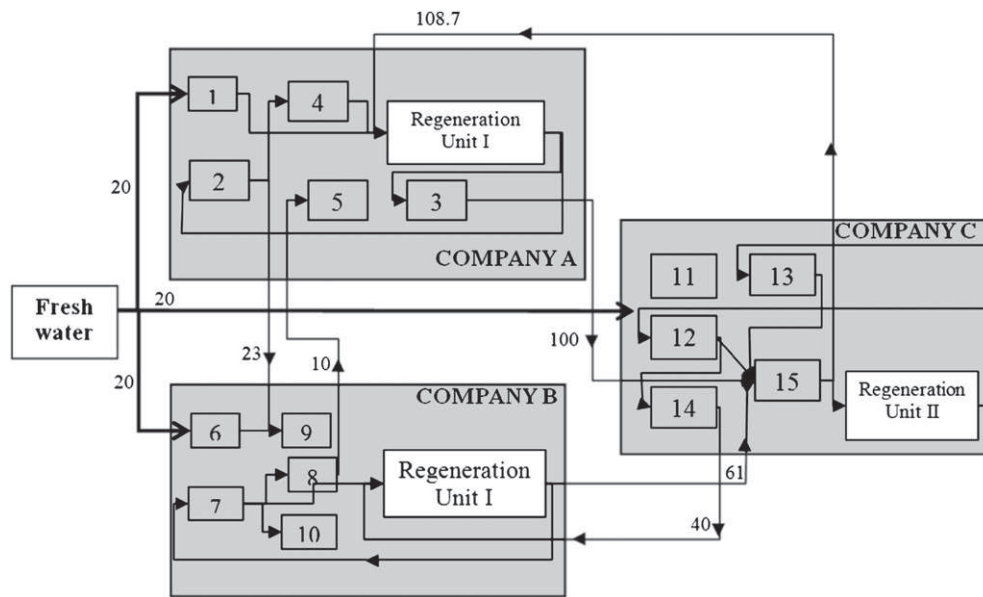 108.7
1
4
Regeneration
Unit I
2
5
3
20
COMPANY A
COMPANY C
11
13
Fresh
water
20
12
23
10
100
15
20
COMPANY B
14
Regeneration
Unit II
6
9
8
Regeneration
Unit I
61
7
10
40